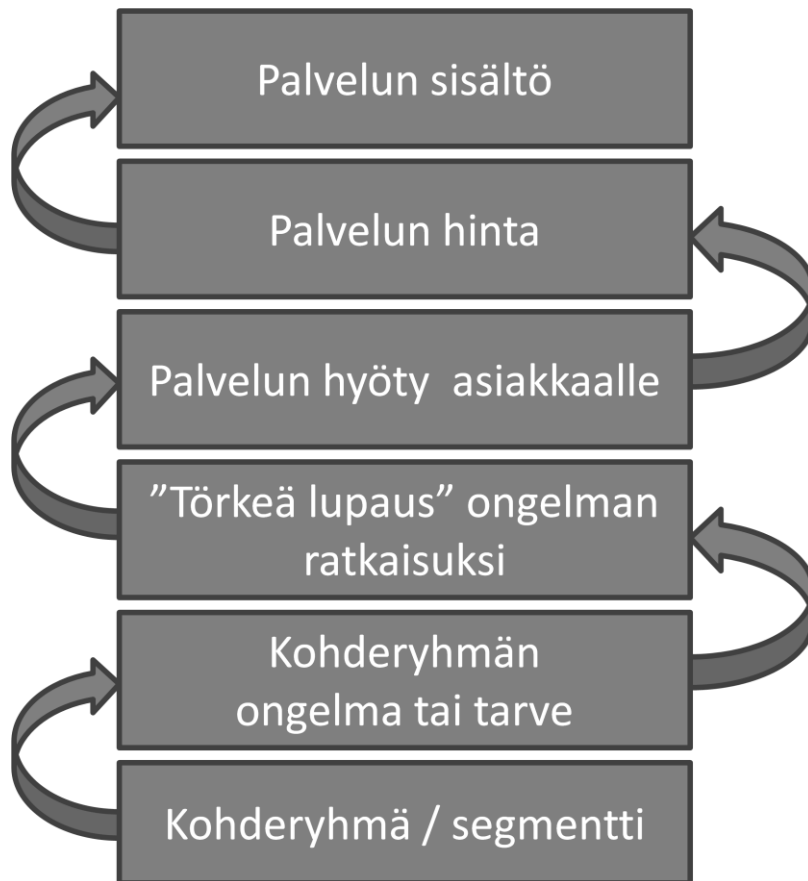 Palvelun sisältö
Palvelun hinta
Palvelun hyöty  asiakkaalle
”Törkeä lupaus” ongelman
ratkaisuksi
Kohderyhmän
ongelma tai tarve
Kohderyhmä / segmentti